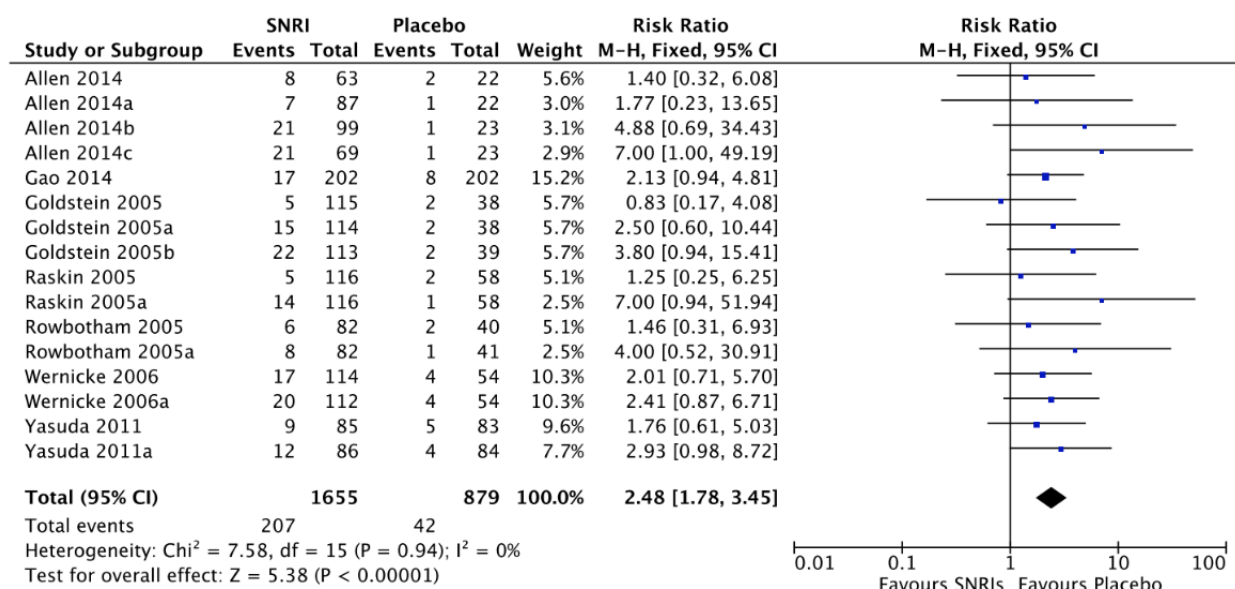 SNRI Placebo Risk Ratio Risk Ratio
Study or Subgroup Events Total Events Total Weight M-H, Fixed, 95% CI M-H, Fixed, 95% CI
Allen 2014 8 63 2 22 5.6% 1.40 [0.32, 6.08]
Allen 2014a 7 87 1 22 3.0% 1.77 [0.23, 13.65]
Allen 2014b 21 99 1 23 3.1% 4.88 [0.69, 34.43]
Allen 2014c 21 69 1 23 2.9% 7.00 [1.00, 49.19]
Gao 2014 17 202 8 202 15.2% 2.13 [0.94, 4.81]
Goldstein 2005 5 115 2 38 5.7% 0.83 [0.17, 4.08]
Goldstein 2005a 15 114 2 38 5.7% 2.50 [0.60, 10.44]
Goldstein 2005b 22 113 2 39 5.7% 3.80 [0.94, 15.41]
Raskin 2005 5 116 2 58 5.1% 1.25 [0.25, 6.25]
Raskin 2005a 14 116 1 58 2.5% 7.00 [0.94, 51.94]
Rowbotham 2005 6 82 2 40 5.1% 1.46 [0.31, 6.93]
Rowbotham 2005a 8 82 1 41 2.5% 4.00 [0.52, 30.91]
Wernicke 2006 17 114 4 54 10.3% 2.01 [0.71, 5.70]
Wernicke 2006a 20 112 4 54 10.3% 2.41 [0.87, 6.71]
Yasuda 2011 9 85 5 83 9.6% 1.76 [0.61, 5.03]
Yasuda 2011a 12 86 4 84 7.7% 2.93 [0.98, 8.72]
Total (95% CI) 1655 879 100.0% 2.48 [1.78, 3.45]
Total events 207 42
Heterogeneity: Chi² = 7.58, df = 15 (P = 0.94); I² = 0%
Test for overall effect: Z = 5.38 (P < 0.00001)
0.01 0.1 1 10 100
Favours SNRIs Favours Placebo